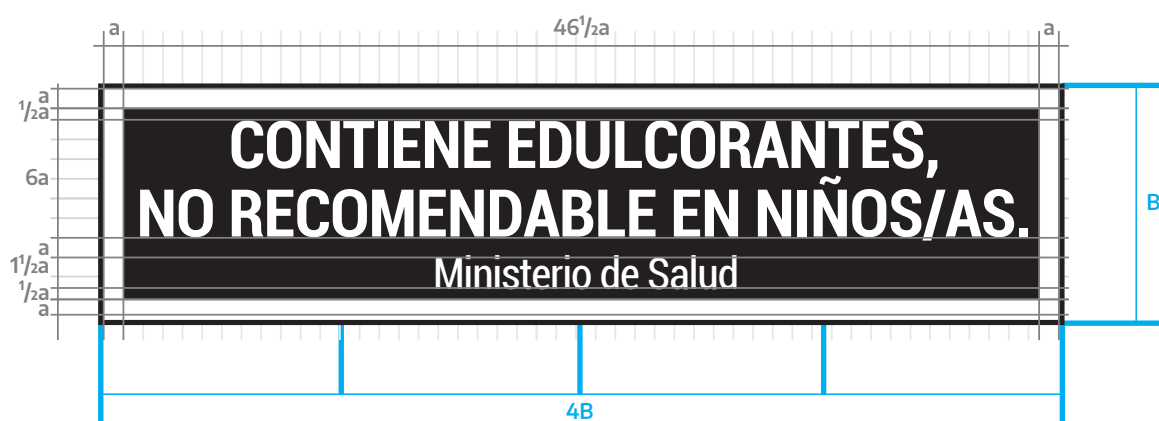 a 46½a a
a
½a
CONTIENE EDULCORANTES,
6a
NO RECOMENDABLE EN NIÑOS/AS.
B
a
1½a
Ministerio de Salud
½a
a
4B